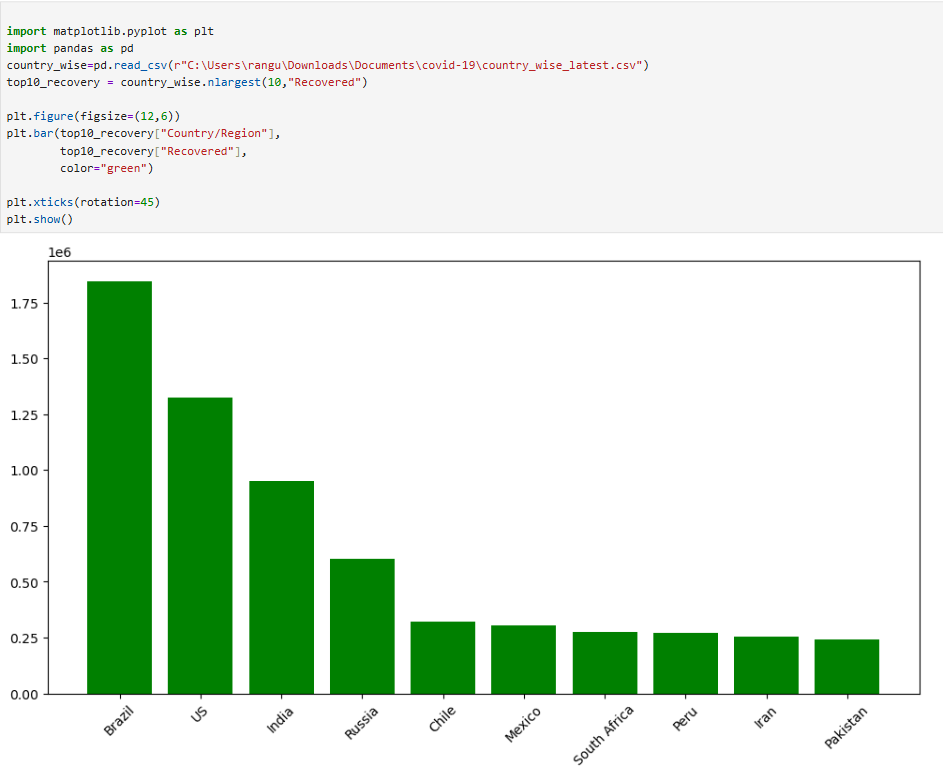 import matplotlib.pyplot as plt
import pandas as pd
country_wise=pd.read_csv(r"C:\Users\rangu\Downloads\Documents\covid-19\country_wise_latest.csv")
top10_recovery = country_wise.nlargest(10,"Recovered")
plt.figure(figsize=(12,6))
plt.bar(top10_recovery["Country/Region"],
        top10_recovery["Recovered"],
        color="green")
plt.xticks(rotation=45)
plt.show()
1e6
1.75
1.50
1.25
1.00
0.75
0.50
0.25
0.00
Brazil
US
India
Russia
Chile
Mexico
South Africa
Peru
Iran
Pakistan